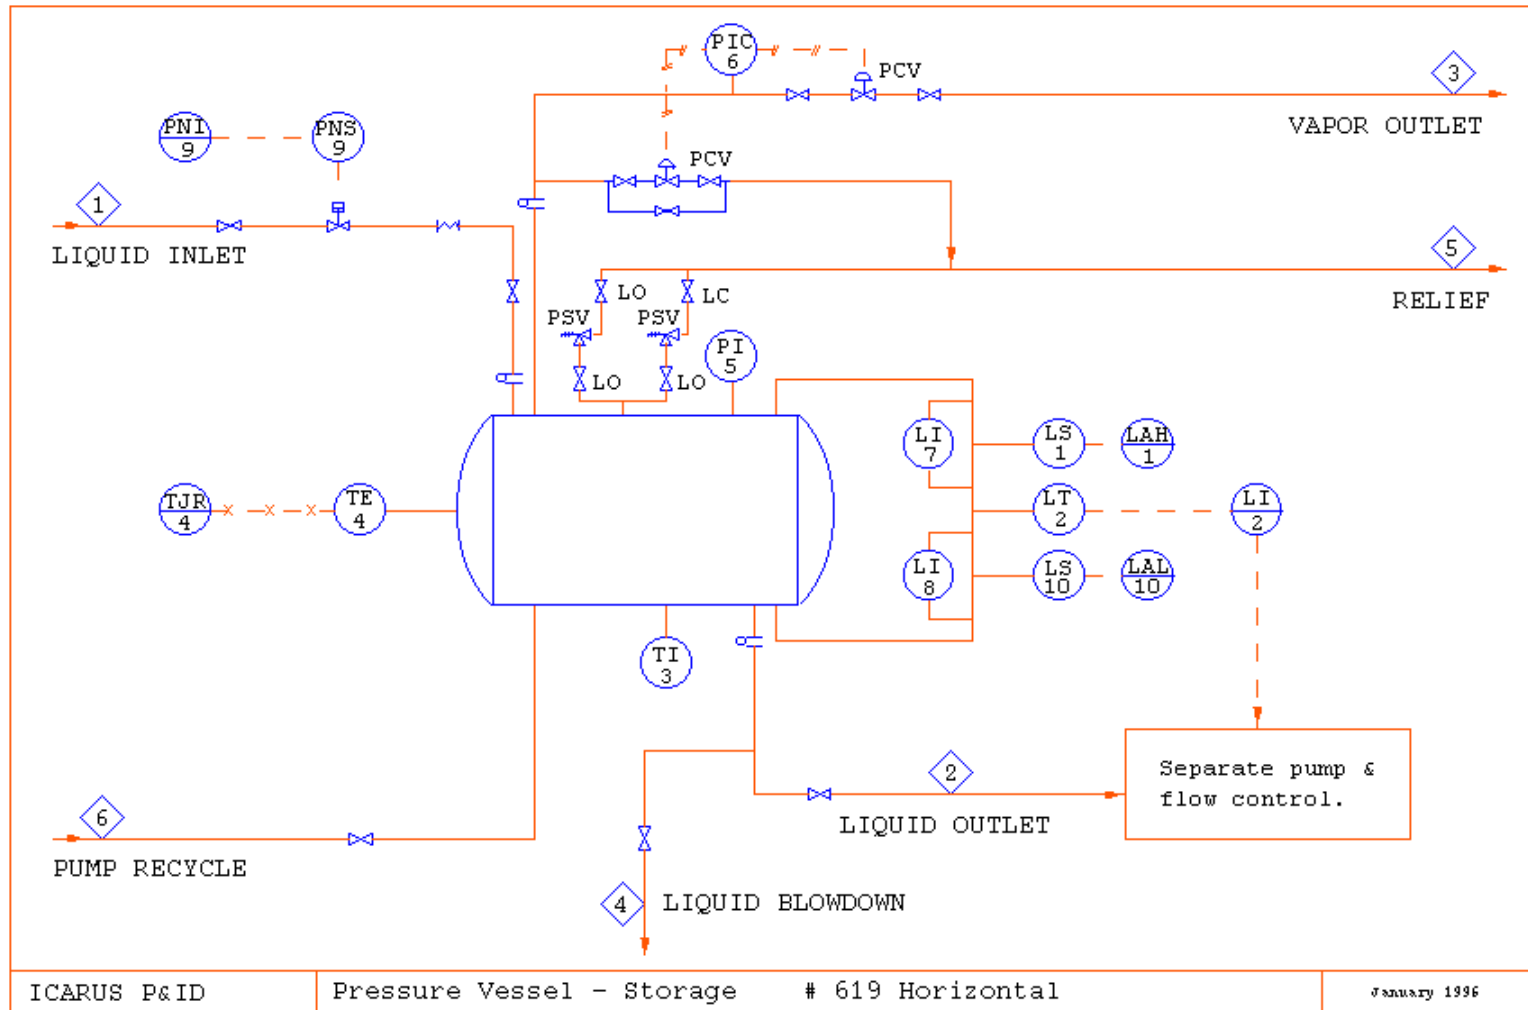 PIC
6
PCV
3
VAPOR OUTLET
PNI
9
PNS
9
PCV
1
LIQUID INLET
5
RELIEF
LO
LC
PSV
PSV
PI
5
LO
LO
LI
7
LS
1
LAH
1
TJR
4
TE
4
LT
2
LI
2
LI
8
LS
10
LAL
10
TI
3
Separate pump &
flow control.
2
LIQUID OUTLET
6
PUMP RECYCLE
4
LIQUID BLOWDOWN
ICARUS P&ID
Pressure Vessel - Storage # 619 Horizontal
January 1996